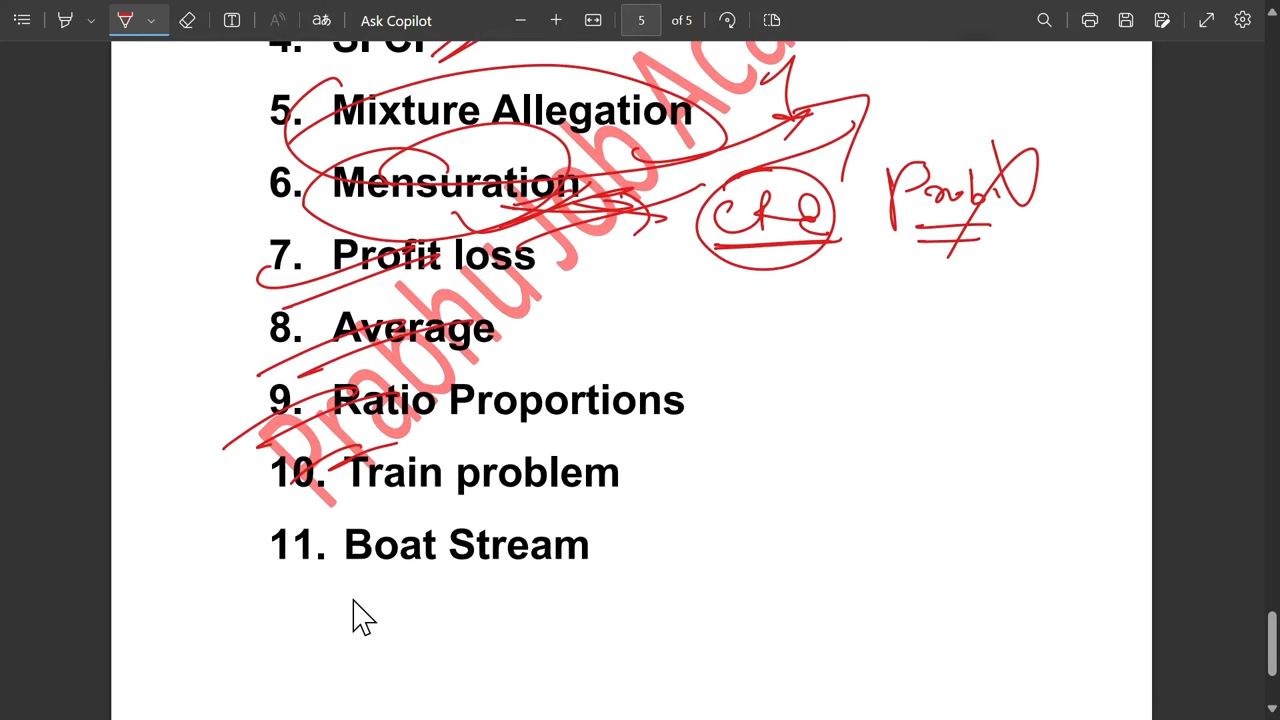 Ask Copilot
5 of 5
5. Mixture Allegation
6. Mensuration
7. Profit loss
8. Average
9. Ratio Proportions
10. Train problem
11. Boat Stream
Prabhu Job Aca